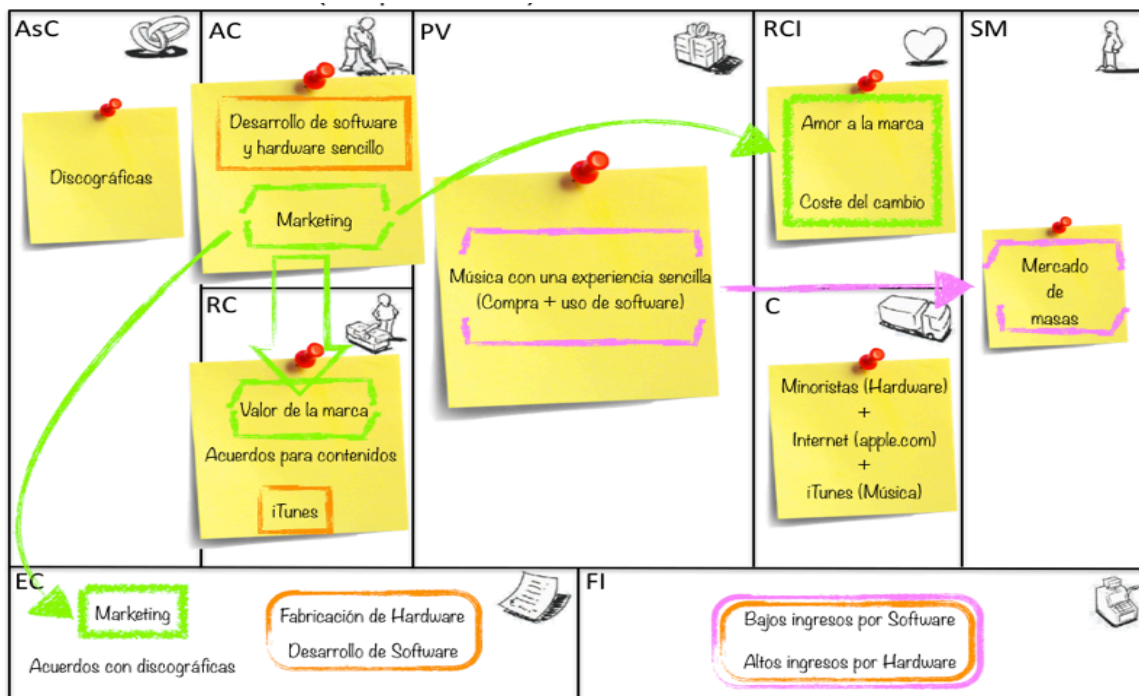 AsC
Discográficas
AC
Desarrollo de software
y hardware sencillo
Marketing
RC
Valor de la marca
Acuerdos para contenidos
iTunes
PV
Música con una experiencia sencilla
(Compra + uso de software)
RCI
Amor a la marca
Coste del cambio
C
Minoristas (Hardware)
+
Internet (apple.com)
+
iTunes (Música)
SM
Mercado
de
masas
EC
Marketing
Acuerdos con discográficas
Fabricación de Hardware
Desarrollo de Software
FI
Bajos ingresos por Software
Altos ingresos por Hardware